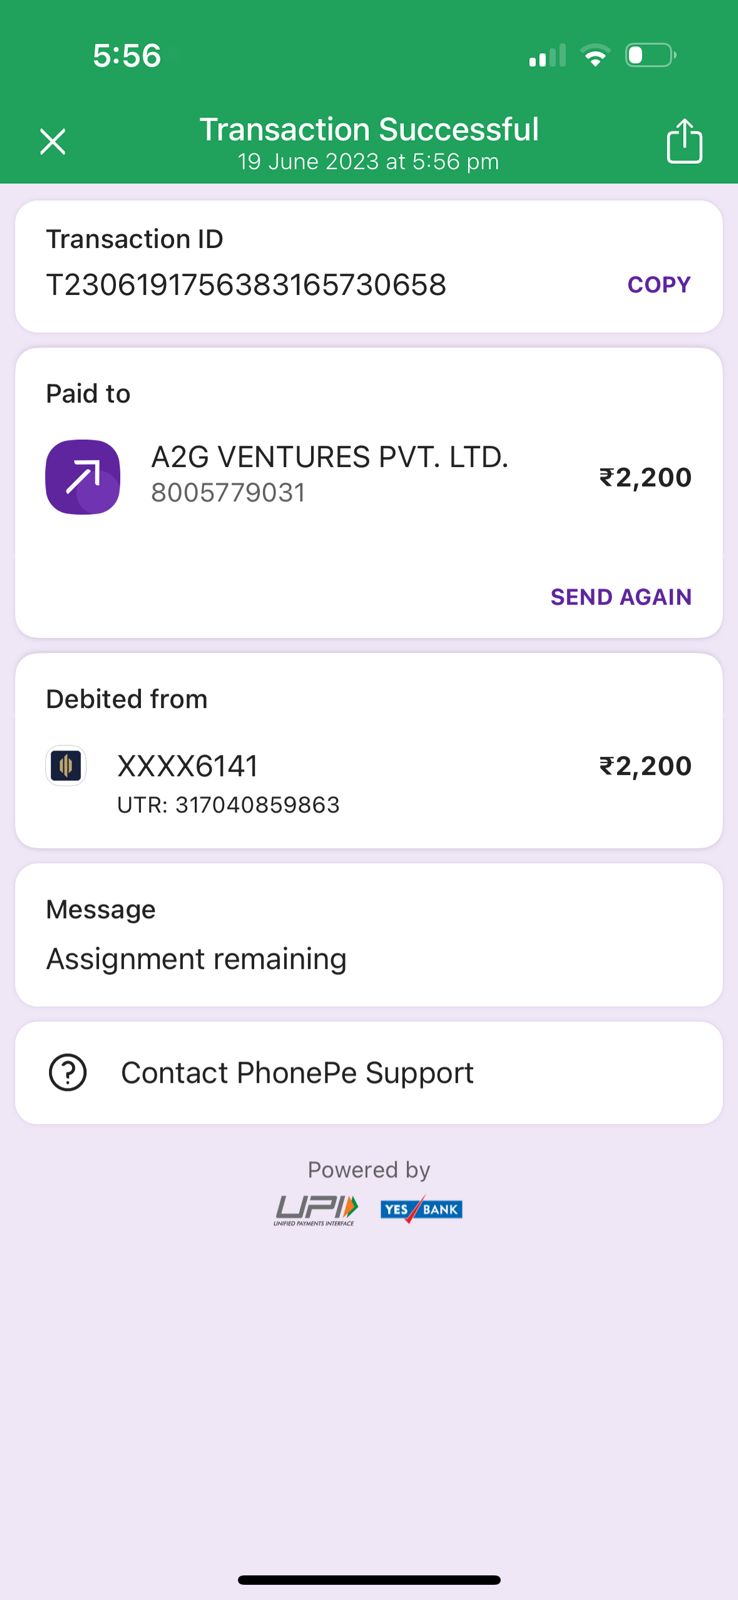 5:56
Transaction Successful
19 June 2023 at 5:56 pm
Transaction ID
T2306191756383165730658
COPY
Paid to
A2G VENTURES PVT. LTD.
8005779031
₹2,200
SEND AGAIN
Debited from
XXXX6141
₹2,200
UTR: 317040859863
Message
Assignment remaining
Contact PhonePe Support
Powered by
UPI
UNIFIED PAYMENTS INTERFACE
YES BANK